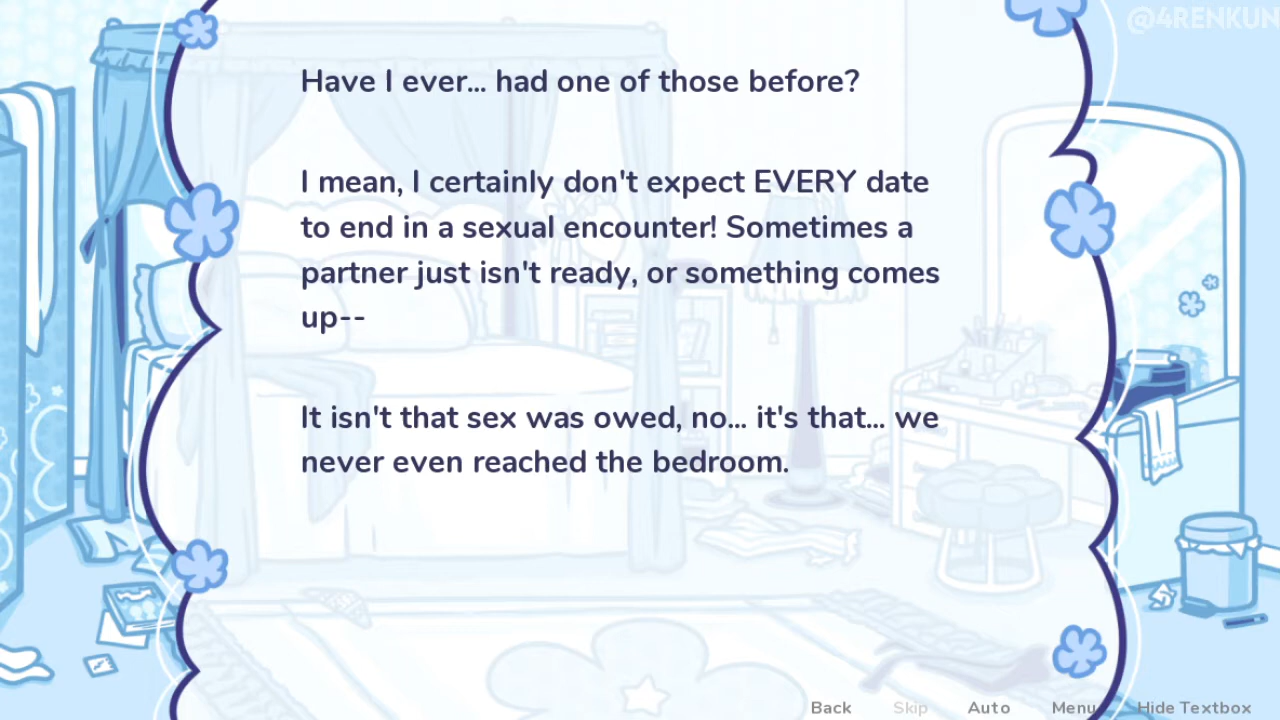 @4RENKUN
Have I ever... had one of those before?
I mean, I certainly don't expect EVERY date
to end in a sexual encounter! Sometimes a
partner just isn't ready, or something comes
up--
It isn't that sex was owed, no... it's that... we
never even reached the bedroom.
Back Skip Auto Menu Hide Textbox